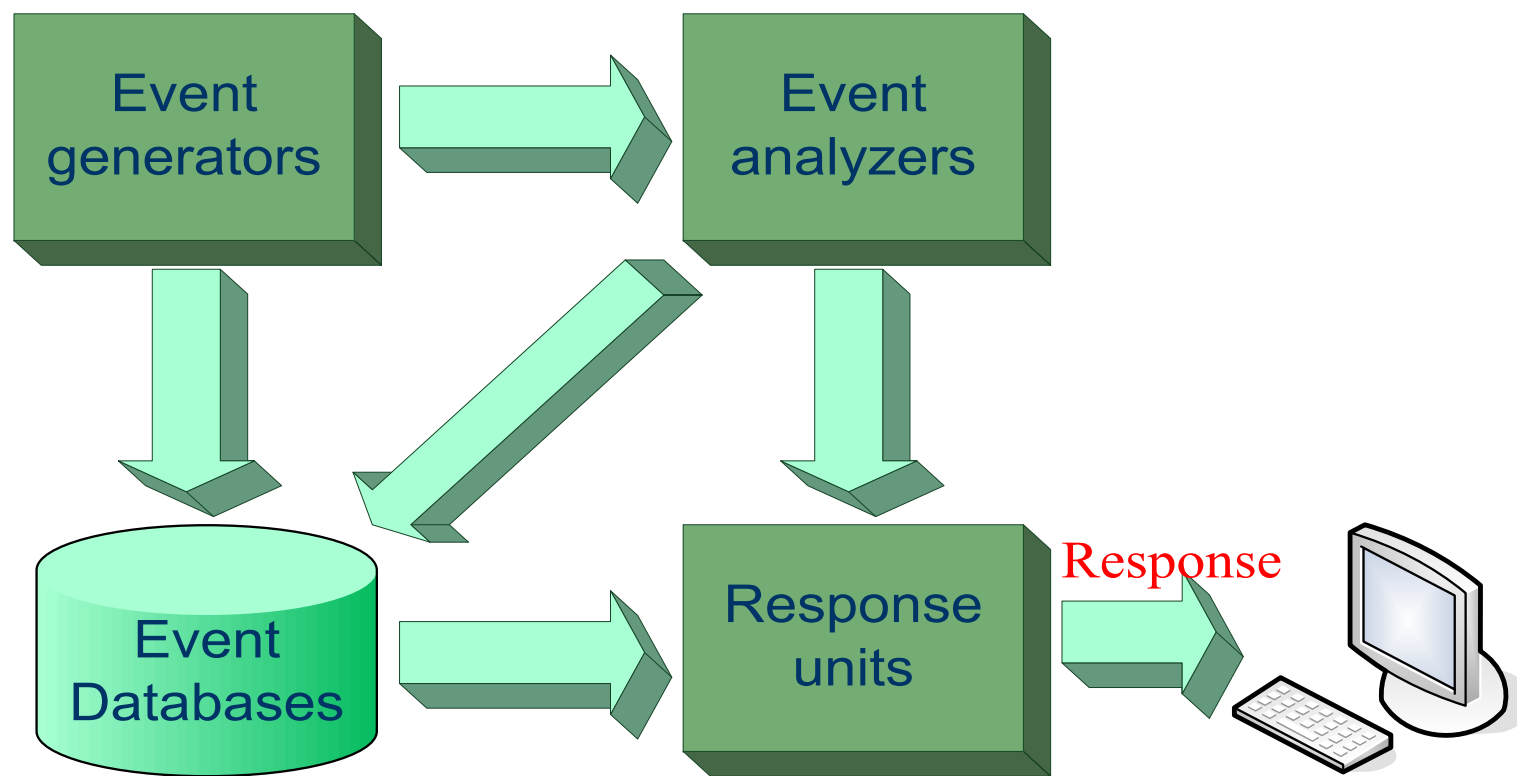 Event
generators
Event
analyzers
Event
Databases
Response
units
Response